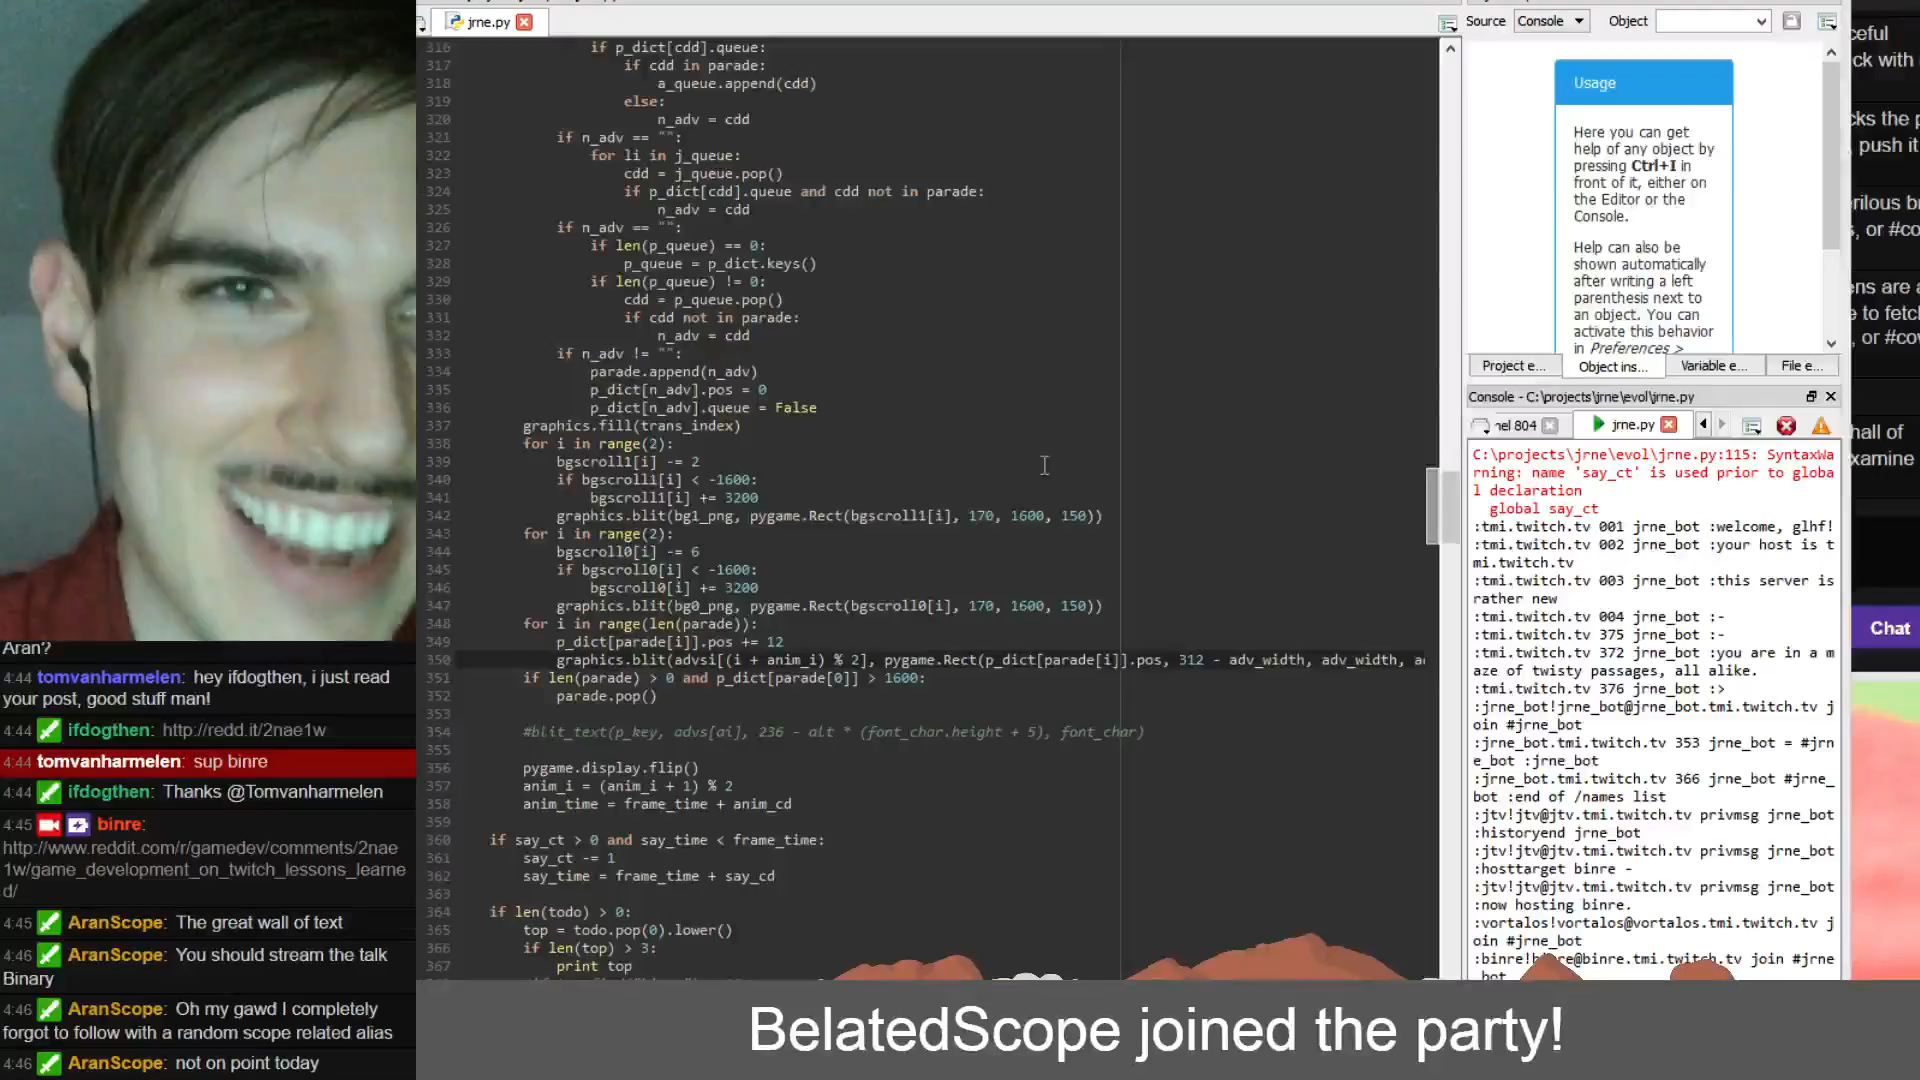 jrne.py
316 if p_dict[cdd].queue:
317 if cdd in parade:
318 a_queue.append(cdd)
319 else:
320 n_adv = cdd
321 if n_adv == "":
322 for li in j_queue:
323 cdd = j_queue.pop()
324 if p_dict[cdd].queue and cdd not in parade:
325 n_adv = cdd
326 if n_adv == "":
327 if len(p_queue) == 0:
328 p_queue = p_dict.keys()
329 if len(p_queue) != 0:
330 cdd = p_queue.pop()
331 if cdd not in parade:
332 n_adv = cdd
333 if n_adv != "":
334 parade.append(n_adv)
335 p_dict[n_adv].pos = 0
336 p_dict[n_adv].queue = False
337 graphics.fill(trans_index)
338 for i in range(2):
339 bgscroll1[i] -= 2
340 if bgscroll1[i] < -1600:
341 bgscroll1[i] += 3200
342 graphics.blit(bg1_png, pygame.Rect(bgscroll1[i], 170, 1600, 150))
343 for i in range(2):
344 bgscroll0[i] -= 6
345 if bgscroll0[i] < -1600:
346 bgscroll0[i] += 3200
347 graphics.blit(bg0_png, pygame.Rect(bgscroll0[i], 170, 1600, 150))
348 for i in range(len(parade)):
349 p_dict[parade[i]].pos += 12
350 graphics.blit(advsi[(i + anim_i) % 2], pygame.Rect(p_dict[parade[i]].pos, 312 - adv_width, adv_width,
351 if len(parade) > 0 and p_dict[parade[0]] > 1600:
352 parade.pop()
353
354 #blit_text(p_key, advs[ai], 236 - alt * (font_char.height + 5), font_char)
355
356 pygame.display.flip()
357 anim_i = (anim_i + 1) % 2
358 anim_time = frame_time + anim_cd
359
360 if say_ct > 0 and say_time < frame_time:
361 say_ct -= 1
362 say_time = frame_time + say_cd
363
364 if len(todo) > 0:
365 top = todo.pop(0).lower()
366 if len(top) > 3:
367 print top
Source Console Object
Usage
Here you can get
help of any object by
pressing Ctrl+I in
front of it, either on
the Editor or the
Console.
Help can also be
shown automatically
after writing a left
parenthesis next to
an object. You can
activate this behavior
in Preferences >
Project e... Object ins... Variable e... File e...
Console - C:\projects\jrne\evol\jrne.py
nel 804 jrne.py
C:\projects\jrne\evol\jrne.py:115: SyntaxWa
rning: name 'say_ct' is used prior to globa
l declaration
global say_ct
:tmi.twitch.tv 001 jrne_bot :welcome, glhf!
:tmi.twitch.tv 002 jrne_bot :your host is t
mi.twitch.tv
:tmi.twitch.tv 003 jrne_bot :this server is
rather new
:tmi.twitch.tv 004 jrne_bot :-
:tmi.twitch.tv 375 jrne_bot :-
:tmi.twitch.tv 372 jrne_bot :you are in a m
aze of twisty passages, all alike.
:tmi.twitch.tv 376 jrne_bot :>
:jrne_bot!jrne_bot@jrne_bot.tmi.twitch.tv j
oin #jrne_bot
:jrne_bot.tmi.twitch.tv 353 jrne_bot = #jrn
e_bot :jrne_bot
:jrne_bot.tmi.twitch.tv 366 jrne_bot #jrne_
bot :end of /names list
:jtv!jtv@jtv.tmi.twitch.tv privmsg jrne_bot
:historyend jrne_bot
:jtv!jtv@jtv.tmi.twitch.tv privmsg jrne_bot
:hosttarget binre -
:jtv!jtv@jtv.tmi.twitch.tv privmsg jrne_bot
:now hosting binre.
:vortalos!vortalos@vortalos.tmi.twitch.tv j
oin #jrne_bot
:binre!binre@binre.tmi.twitch.tv join #jrne
_bot
Chat
Aran?
4:44 tomvanharmelen: hey ifdogthen, i just read
your post, good stuff man!
4:44 ifdogthen: http://redd.it/2nae1w
4:44 tomvanharmelen: sup binre
4:44 ifdogthen: Thanks @Tomvanharmelen
4:45 binre:
http://www.reddit.com/r/gamedev/comments/2nae
1w/game_development_on_twitch_lessons_learne
d/
4:45 AranScope: The great wall of text
4:46 AranScope: You should stream the talk
Binary
4:46 AranScope: Oh my gawd I completely
forgot to follow with a random scope related alias
4:46 AranScope: not on point today
BelatedScope joined the party!